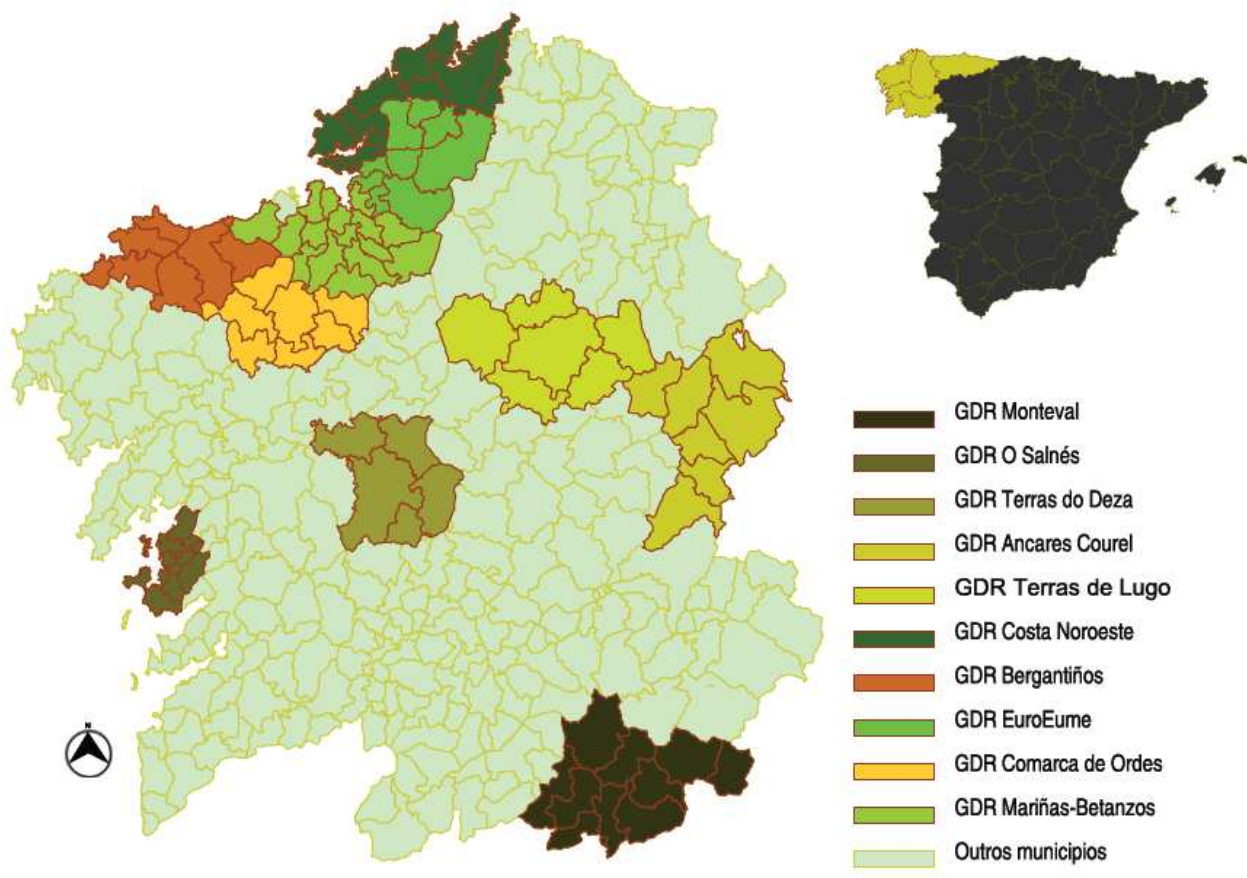 GDR Monteval
GDR O Salnés
GDR Terras do Deza
GDR Ancares Courel
GDR Terras de Lugo
GDR Costa Noroeste
GDR Bergantiños
GDR EuroEume
GDR Comarca de Ordes
GDR Mariñas-Betanzos
Outros municipios
N